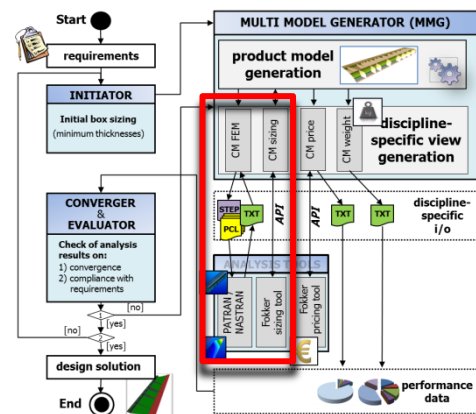 Start
requirements
INITIATOR
Initial box sizing
(minimum thicknesses)
CONVERGER
&
EVALUATOR
Check of analysis
results on:
1) convergence
2) compliance with
requirements
[no]
1
[yes]
[no]
2
[yes]
design solution
End
MULTI MODEL GENERATOR (MMG)
product model
generation
CM FEM
CM sizing
CM price
CM weight
discipline-
specific view
generation
STEP
PCL
TXT
API
API
TXT
TXT
discipline-
specific
i/o
ANALYSIS TOOLS
PATRAN/
NASTRAN
Fokker
sizing tool
Fokker
pricing tool
€
performance
data